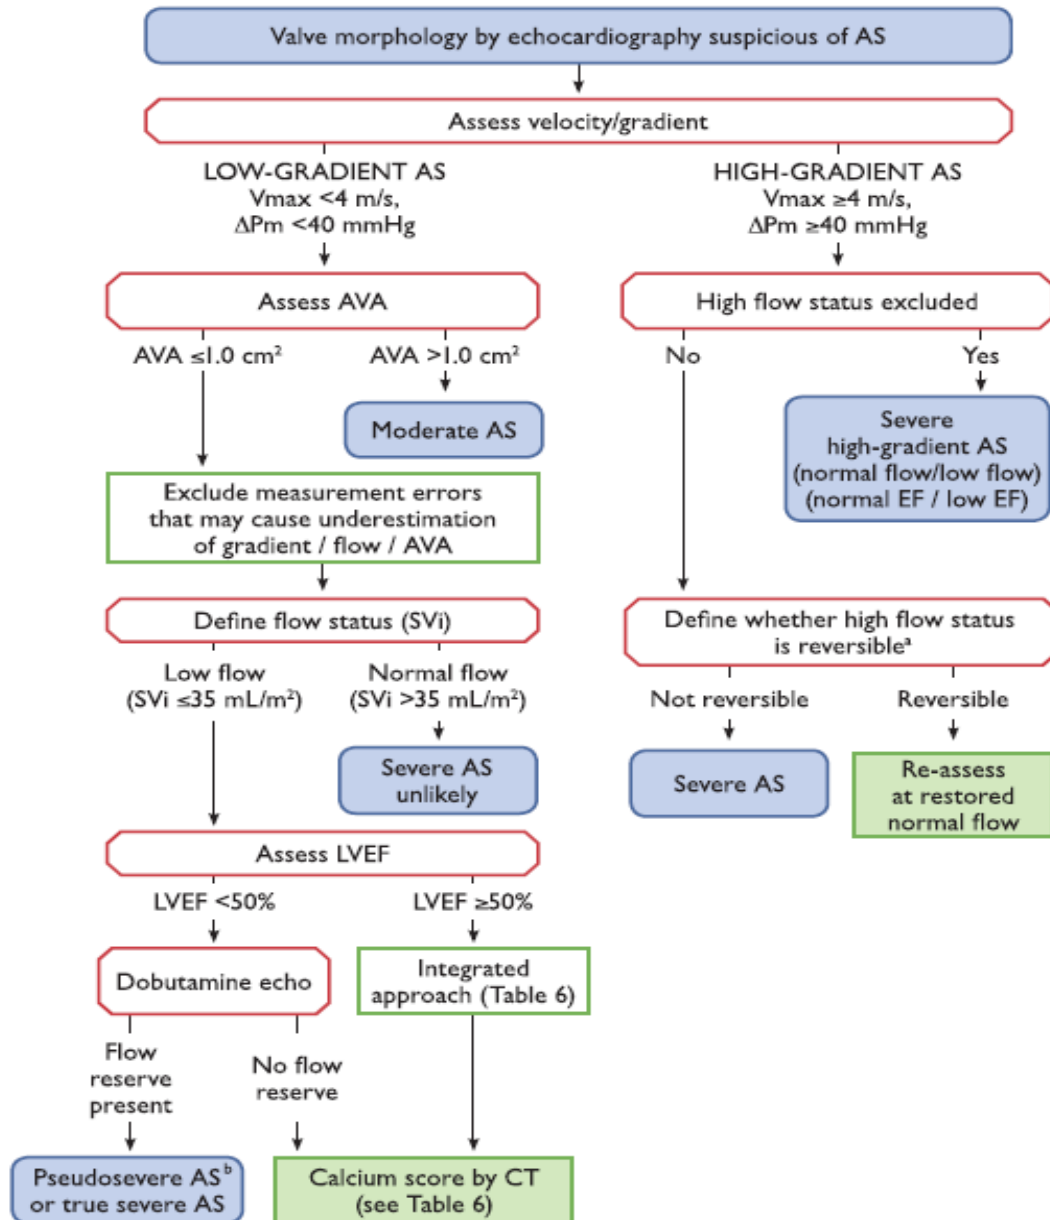 Valve morphology by echocardiography suspicious of AS
Assess velocity/gradient
LOW-GRADIENT AS
Vmax <4 m/s,
ΔPm <40 mmHg
HIGH-GRADIENT AS
Vmax ≥4 m/s,
ΔPm ≥40 mmHg
Assess AVA
High flow status excluded
AVA ≤1.0 cm²
AVA >1.0 cm²
No
Yes
Moderate AS
Severe
high-gradient AS
(normal flow/low flow)
(normal EF / low EF)
Exclude measurement errors
that may cause underestimation
of gradient / flow / AVA
Define flow status (SVi)
Define whether high flow status
is reversibleᵃ
Low flow
(SVi ≤35 mL/m²)
Normal flow
(SVi >35 mL/m²)
Not reversible
Reversible
Severe AS
unlikely
Severe AS
Re-assess
at restored
normal flow
Assess LVEF
LVEF <50%
LVEF ≥50%
Dobutamine echo
Integrated
approach (Table 6)
Flow
reserve
present
No flow
reserve
Pseudosevere ASᵇ
or true severe AS
Calcium score by CT
(see Table 6)